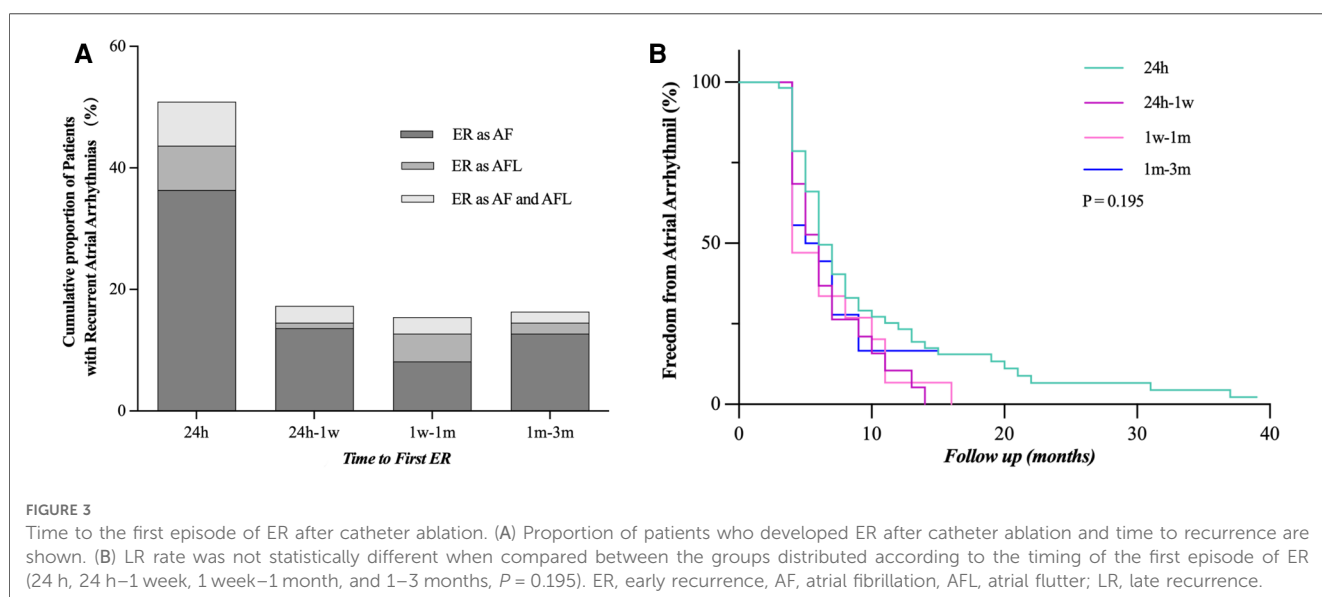 A
60
40
20
0
Cumulative proportion of Patients
with Recurrent Atrial Arrhythmias (%)
ER as AF
ER as AFL
ER as AF and AFL
24h
24h-1w
1w-1m
1m-3m
Time to First ER
B
100
50
0
Freedom from Atrial Arrhythmil (%)
24h
24h-1w
1w-1m
1m-3m
P = 0.195
0
10
20
30
40
Follow up (months)
FIGURE 3
Time to the first episode of ER after catheter ablation. (A) Proportion of patients who developed ER after catheter ablation and time to recurrence are
shown. (B) LR rate was not statistically different when compared between the groups distributed according to the timing of the first episode of ER
(24 h, 24 h–1 week, 1 week–1 month, and 1–3 months, P = 0.195). ER, early recurrence, AF, atrial fibrillation, AFL, atrial flutter; LR, late recurrence.